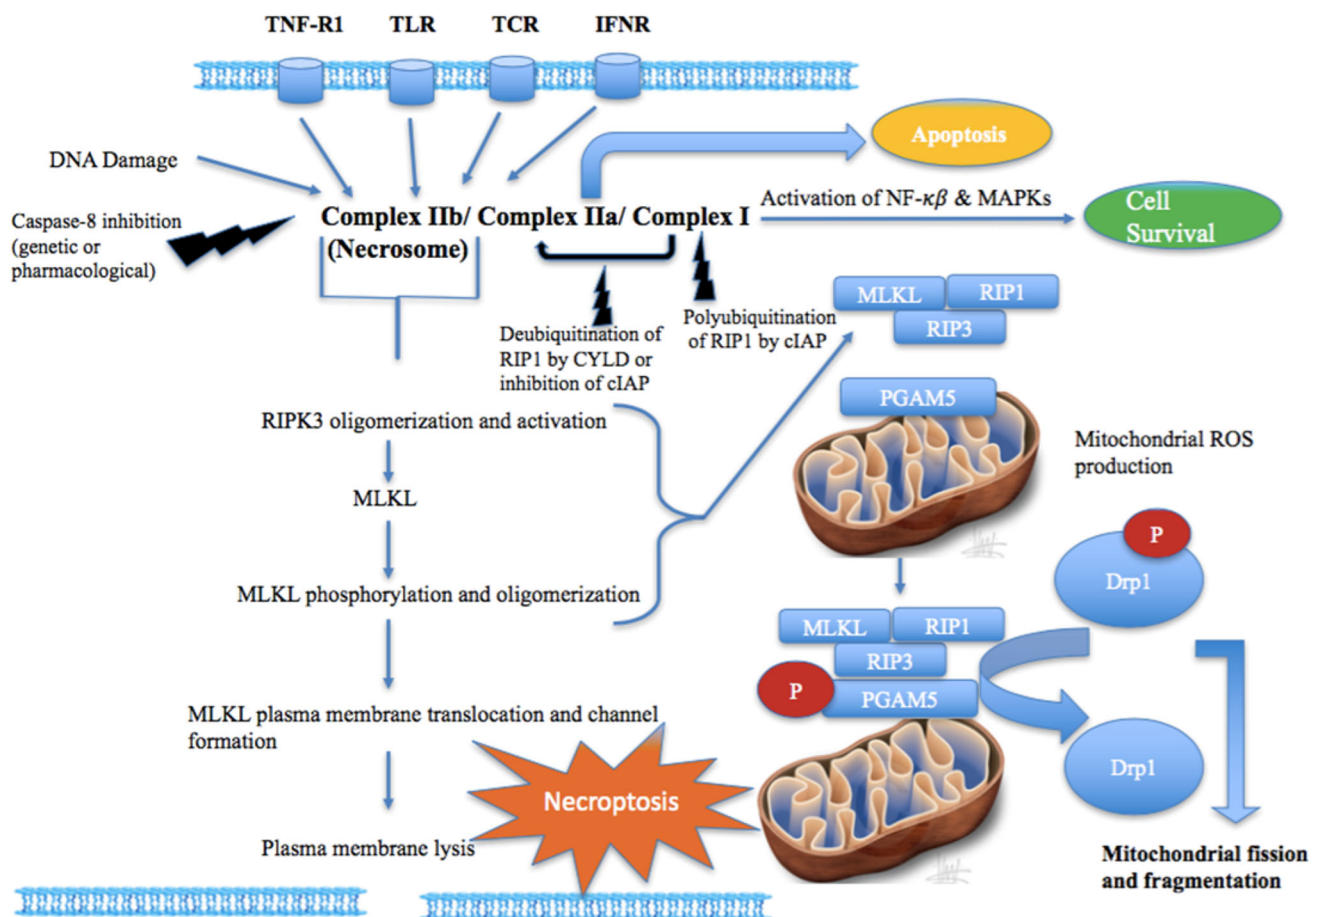 TNF-R1 TLR TCR IFNR
Apoptosis
DNA Damage
Activation of NF-κβ & MAPKs
Cell
Survival
Caspase-8 inhibition
(genetic or
pharmacological)
Complex IIb/ Complex IIa/ Complex I
(Necrosome)
Deubiquitination of
RIP1 by CYLD or
inhibition of cIAP
Polyubiquitination
of RIP1 by cIAP
MLKL RIP1
RIP3
PGAM5
RIPK3 oligomerization and activation
MLKL
MLKL phosphorylation and oligomerization
MLKL plasma membrane translocation and channel
formation
Plasma membrane lysis
Necroptosis
Mitochondrial ROS
production
P
Drp1
MLKL RIP1
RIP3
P PGAM5
Drp1
Mitochondrial fission
and fragmentation